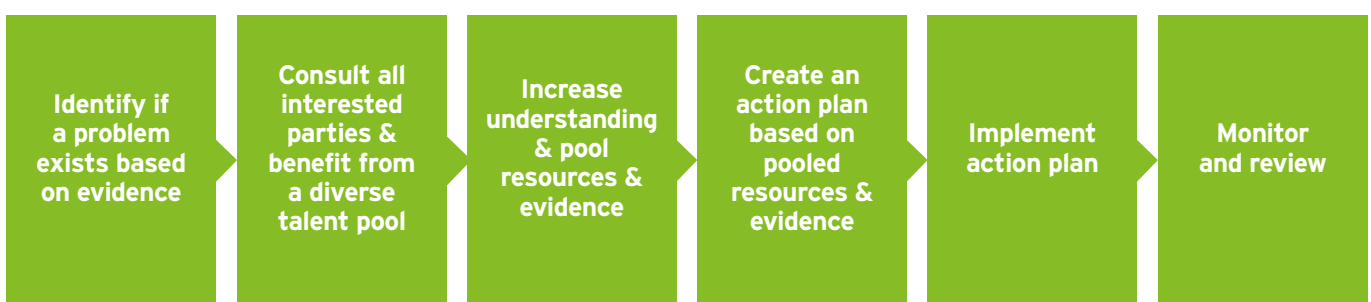 Identify if
a problem
exists based
on evidence
Consult all
interested
parties &
benefit from
a diverse
talent pool
Increase
understanding
& pool
resources &
evidence
Create an
action plan
based on
pooled
resources &
evidence
Implement
action plan
Monitor
and review